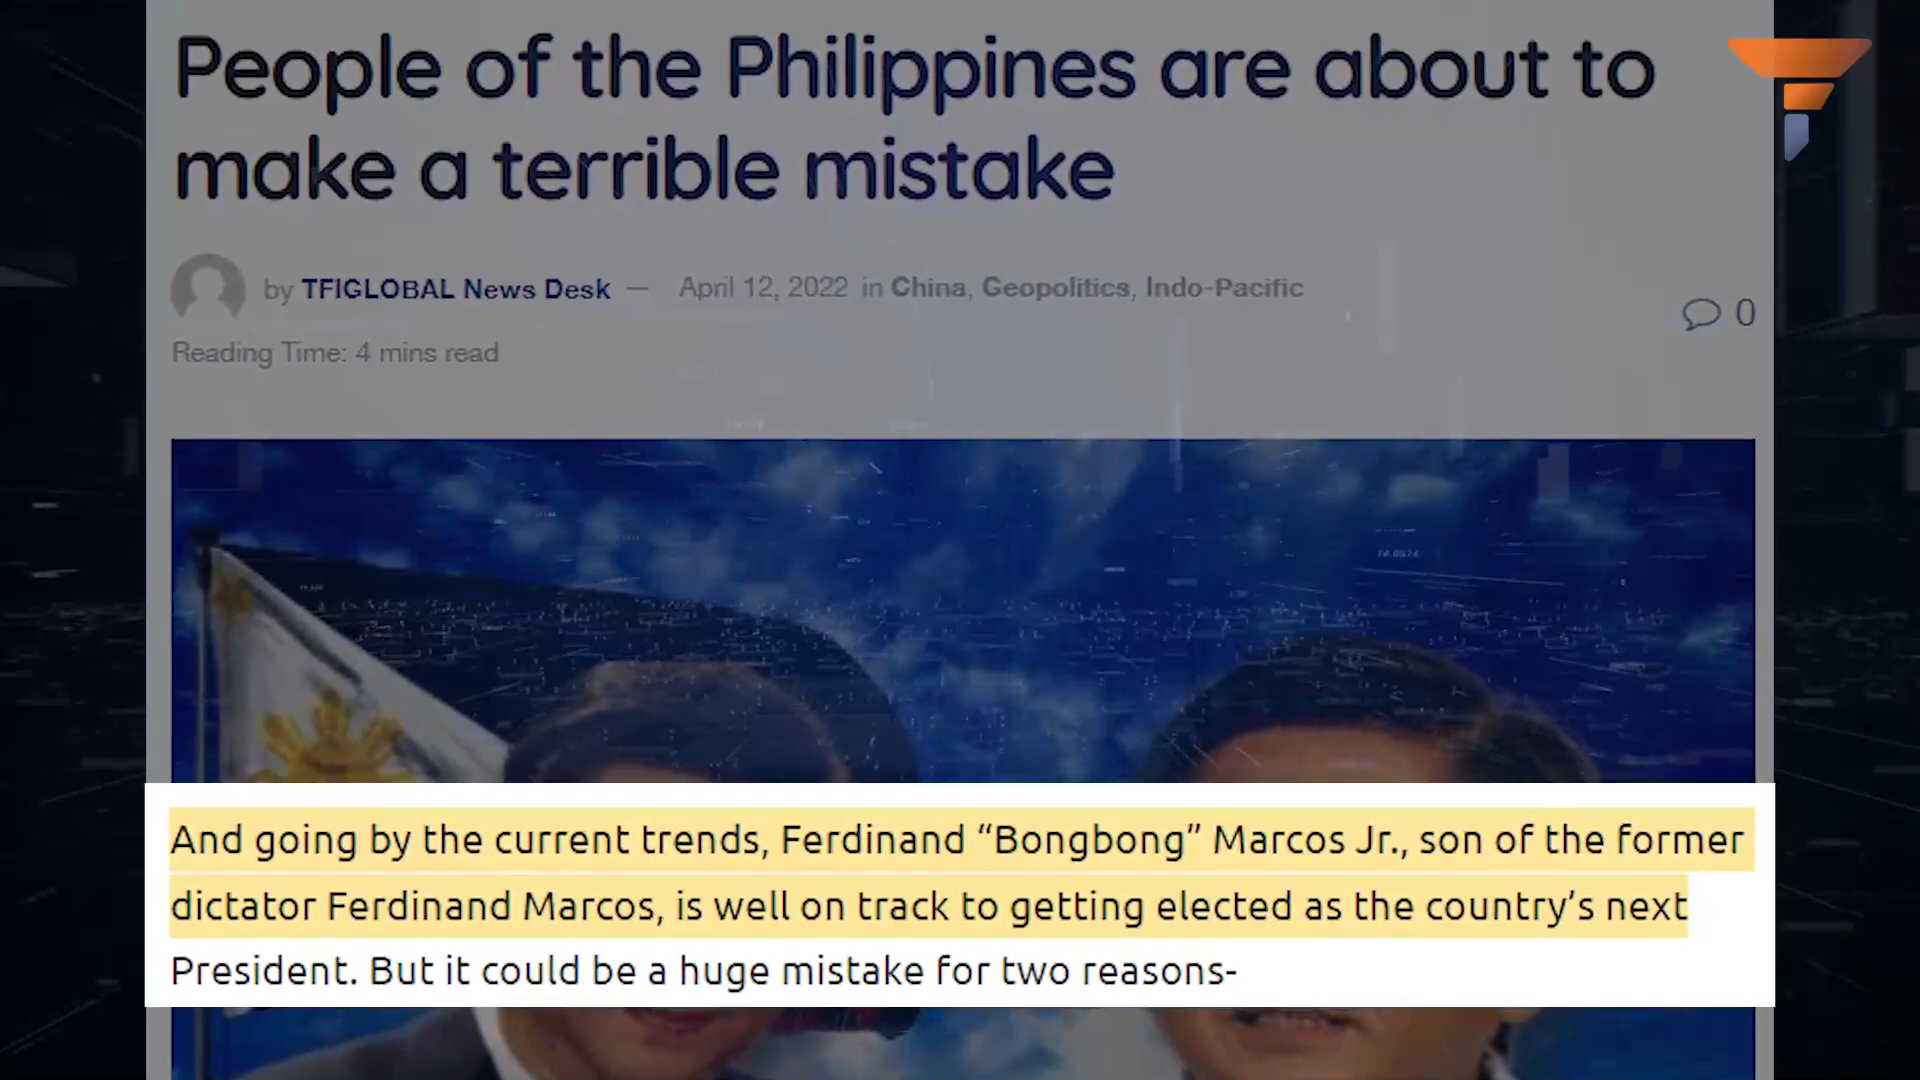 People of the Philippines are about to
make a terrible mistake
by TFIGLOBAL News Desk — April 12, 2022 in China, Geopolitics, Indo-Pacific
0
Reading Time: 4 mins read
And going by the current trends, Ferdinand “Bongbong” Marcos Jr., son of the former
dictator Ferdinand Marcos, is well on track to getting elected as the country’s next
President. But it could be a huge mistake for two reasons-